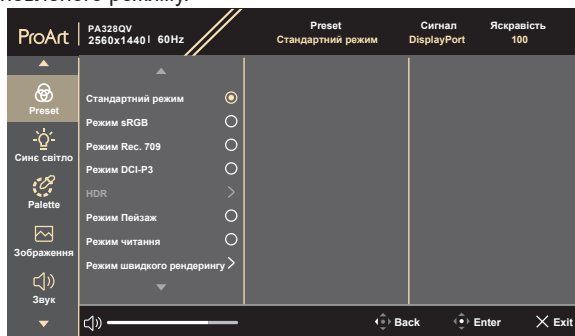 новленого режиму.
ProArt
PA328QV
2560x1440 60Hz
Preset
Стандартний режим
Сигнал
DisplayPort
Яскравість
100
Preset
Синє світло
Palette
Зображення
Звук
Стандартний режим
Режим sRGB
Режим Rec. 709
Режим DCI-P3
HDR
Режим Пейзаж
Режим читання
Режим швидкого рендерингу
Back
Enter
Exit